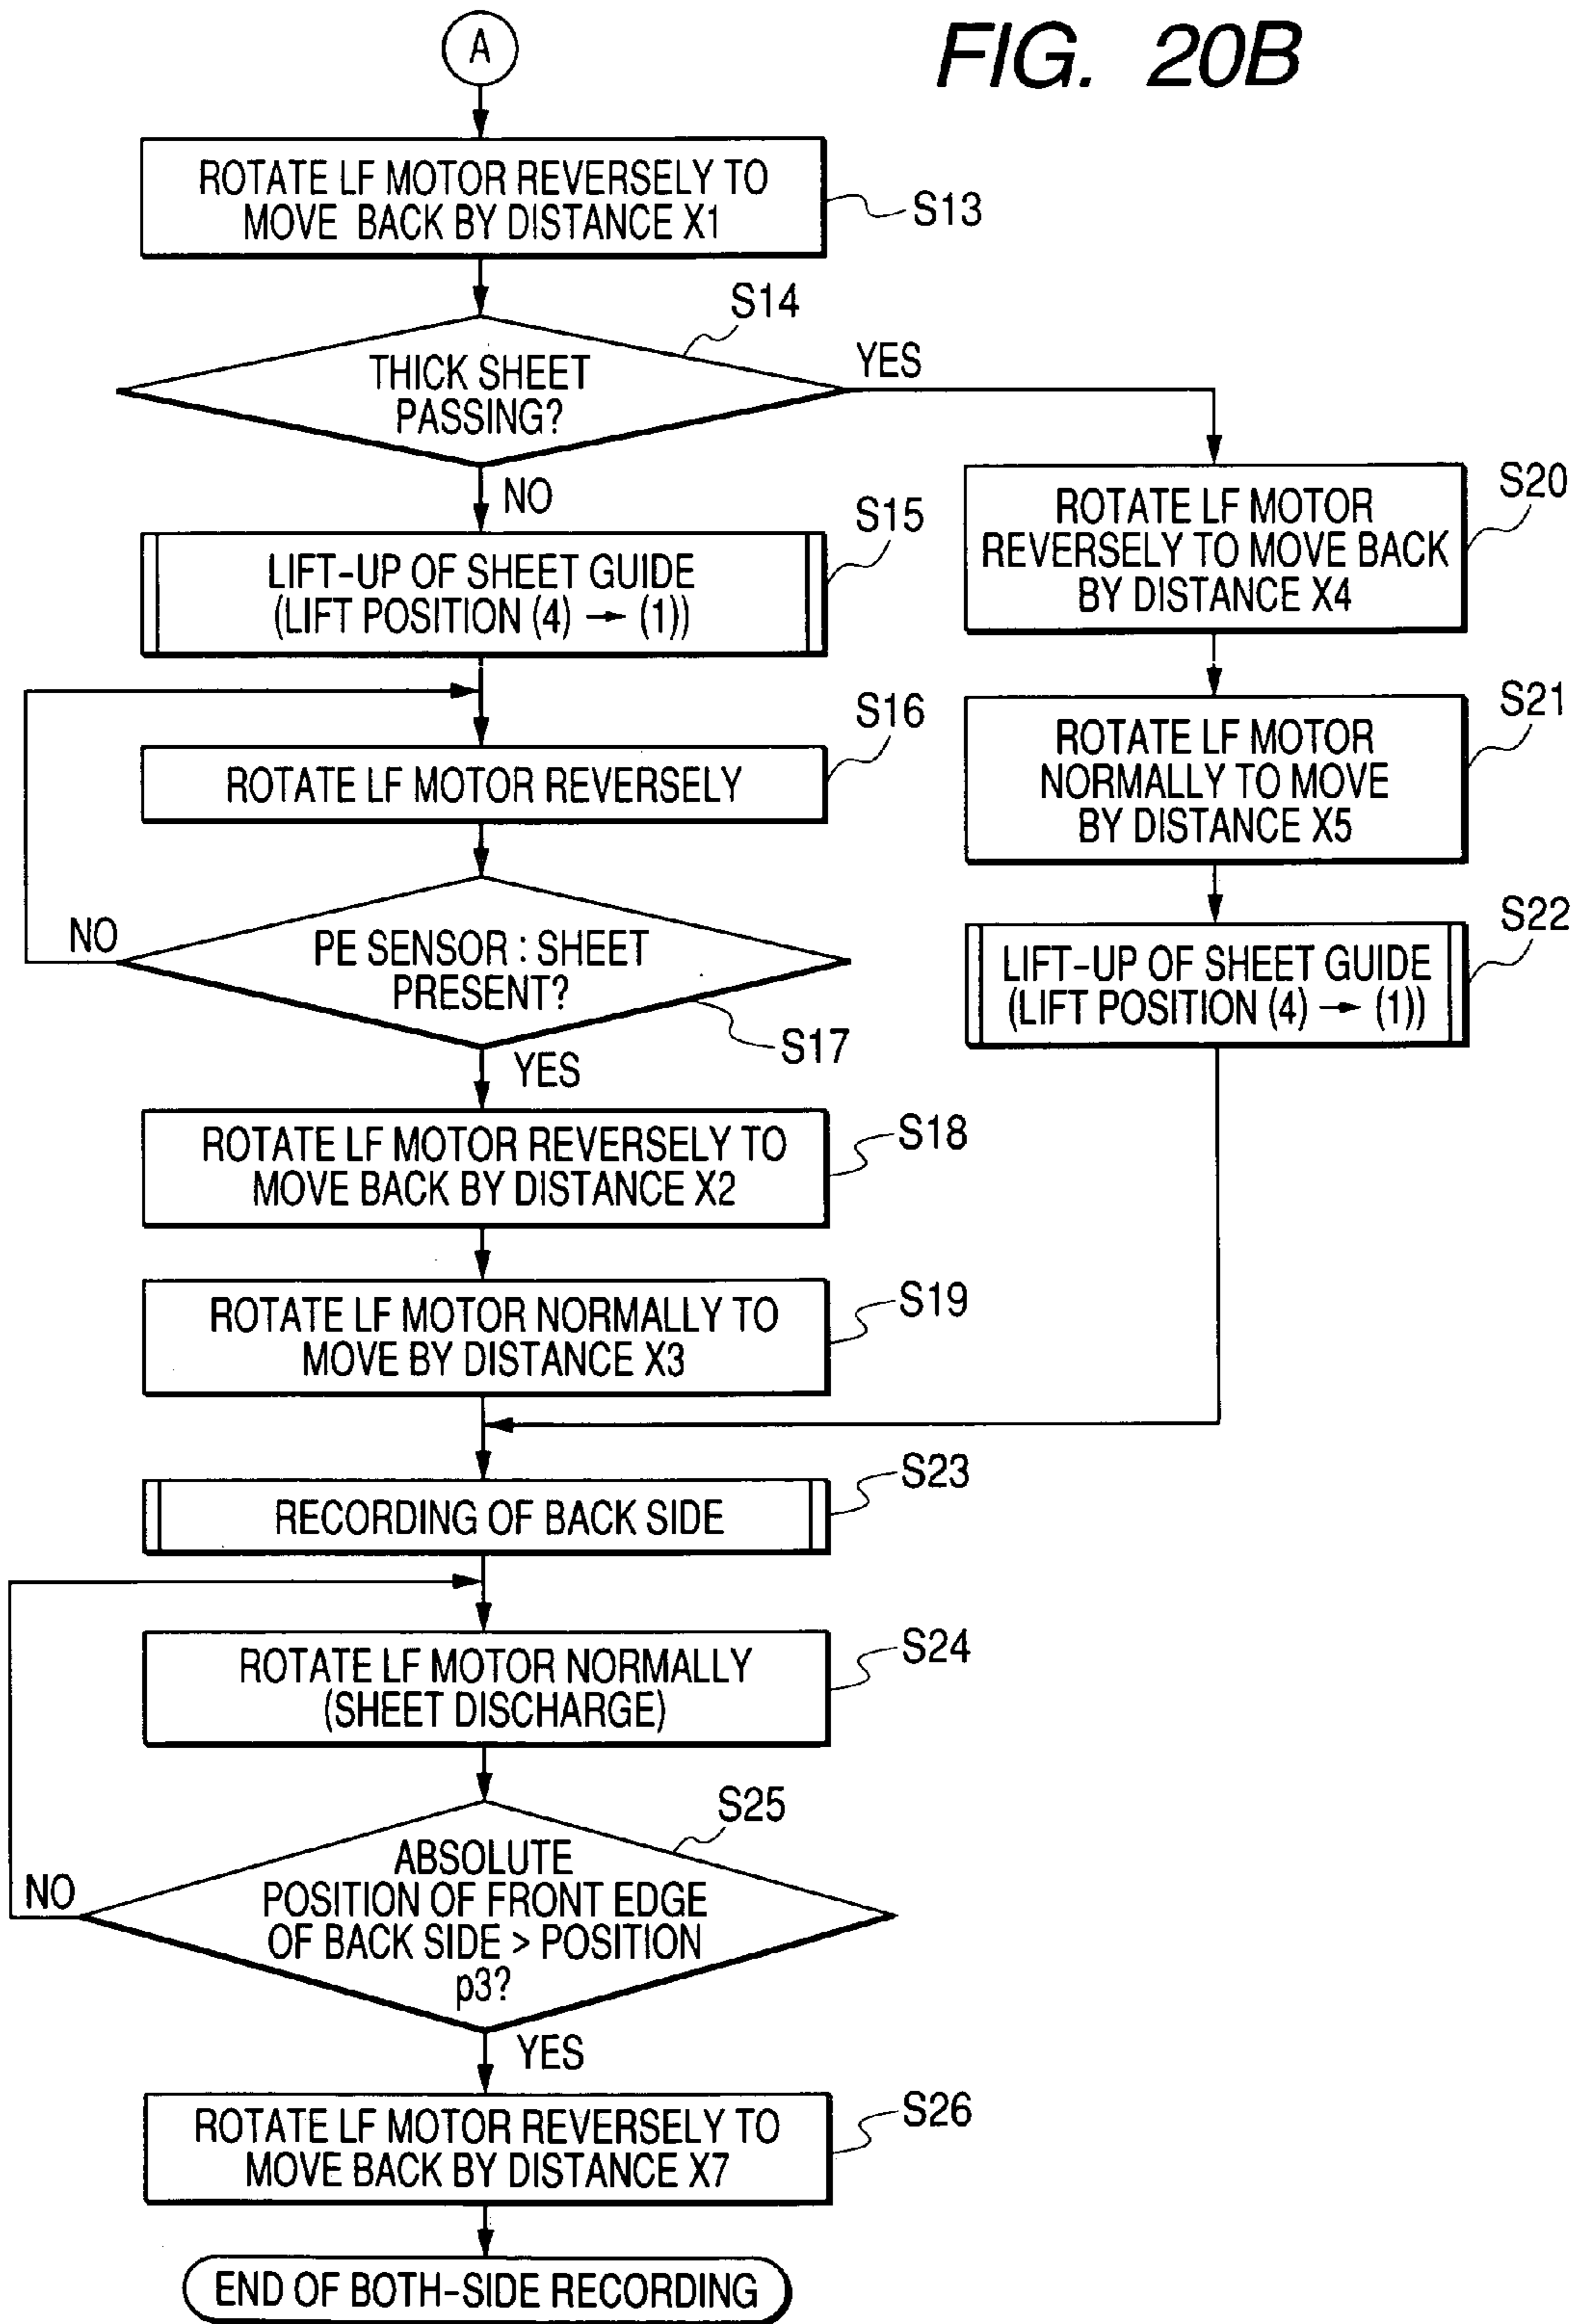 A
FIG. 20B
ROTATE LF MOTOR REVERSELY TO
MOVE BACK BY DISTANCE X1
S13
S14
THICK SHEET
PASSING?
YES
NO
S15
LIFT-UP OF SHEET GUIDE
(LIFT POSITION (4) → (1))
S16
ROTATE LF MOTOR REVERSELY
NO
PE SENSOR : SHEET
PRESENT?
S17
YES
ROTATE LF MOTOR REVERSELY TO
MOVE BACK BY DISTANCE X2
S18
ROTATE LF MOTOR NORMALLY TO
MOVE BY DISTANCE X3
S19
S20
ROTATE LF MOTOR
REVERSELY TO MOVE BACK
BY DISTANCE X4
S21
ROTATE LF MOTOR
NORMALLY TO MOVE
BY DISTANCE X5
S22
LIFT-UP OF SHEET GUIDE
(LIFT POSITION (4) → (1))
S23
RECORDING OF BACK SIDE
S24
ROTATE LF MOTOR NORMALLY
(SHEET DISCHARGE)
S25
ABSOLUTE
POSITION OF FRONT EDGE
OF BACK SIDE > POSITION
p3?
NO
YES
ROTATE LF MOTOR REVERSELY TO
MOVE BACK BY DISTANCE X7
S26
END OF BOTH-SIDE RECORDING